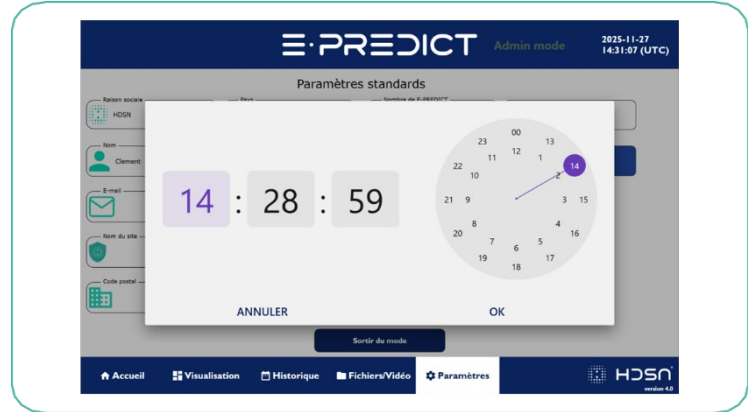 E·PREDICT
Admin mode
2025-11-27
14:31:07 (UTC)
Paramètres standards
Raison sociale
Pays
Nombre de E-PREDICT
HDSN
Nom
Clement
E-mail
Nom du site
Code postal
14 : 28 : 59
00
23
13
12
11
1
22
14
10
2
21
9
3
15
8
4
20
16
7
5
6
19
17
18
ANNULER
OK
Sortir du mode
Accueil
Visualisation
Historique
Fichiers/Vidéo
Paramètres
HDSN
version 4.0